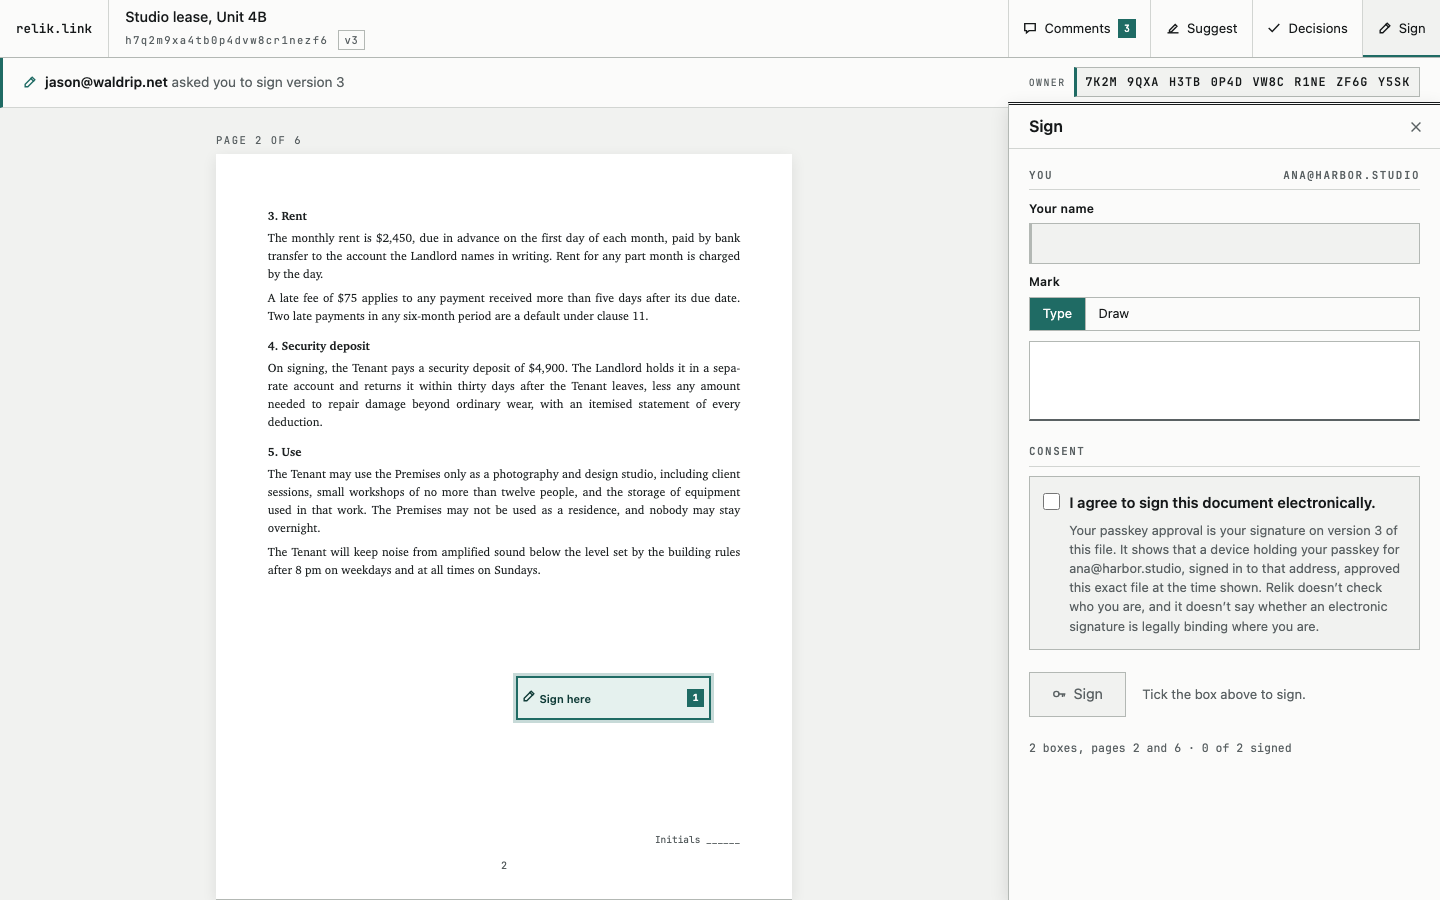 relik.link
Studio lease, Unit 4B
h7q2m9xa4tb0p4dvw8cr1nezf6 v3
Comments 3
Suggest
Decisions
Sign
jason@waldrip.net asked you to sign version 3
OWNER 7K2M 9QXA H3TB 0P4D VW8C R1NE ZF6G Y5SK
PAGE 2 OF 6
3. Rent
The monthly rent is $2,450, due in advance on the first day of each month, paid by bank
transfer to the account the Landlord names in writing. Rent for any part month is charged
by the day.
A late fee of $75 applies to any payment received more than five days after its due date.
Two late payments in any six-month period are a default under clause 11.
4. Security deposit
On signing, the Tenant pays a security deposit of $4,900. The Landlord holds it in a sepa-
rate account and returns it within thirty days after the Tenant leaves, less any amount
needed to repair damage beyond ordinary wear, with an itemised statement of every
deduction.
5. Use
The Tenant may use the Premises only as a photography and design studio, including client
sessions, small workshops of no more than twelve people, and the storage of equipment
used in that work. The Premises may not be used as a residence, and nobody may stay
overnight.
The Tenant will keep noise from amplified sound below the level set by the building rules
after 8 pm on weekdays and at all times on Sundays.
Sign here 1
Initials ______
2
Sign
YOU ANA@HARBOR.STUDIO
Your name
Mark
Type Draw
CONSENT
I agree to sign this document electronically.
Your passkey approval is your signature on version 3 of
this file. It shows that a device holding your passkey for
ana@harbor.studio, signed in to that address, approved
this exact file at the time shown. Relik doesn’t check
who you are, and it doesn’t say whether an electronic
signature is legally binding where you are.
Sign Tick the box above to sign.
2 boxes, pages 2 and 6 · 0 of 2 signed